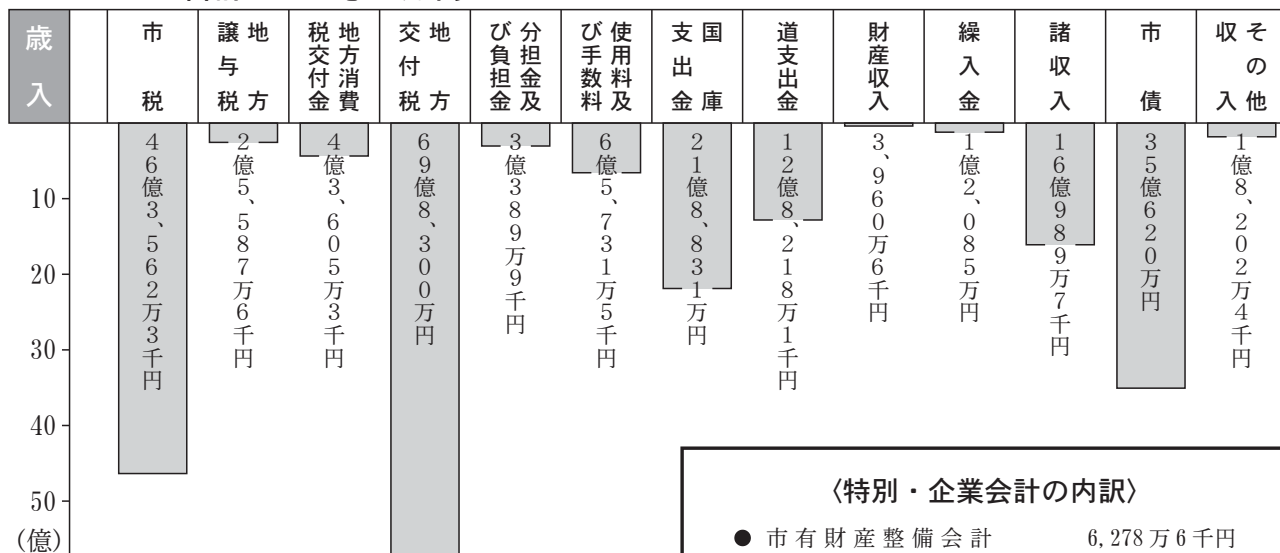 歳入
市税
地方譲与税
地方消費税交付金
地方交付税
分担金及び負担金
使用料及び手数料
国庫支出金
道支出金
財産収入
繰入金
諸収入
市債
その他収入
46億3、562万3千円
2億5、587万6千円
4億3、605万3千円
69億8、300万円
3億389万9千円
6億5、731万5千円
21億8、831万円
12億8、218万1千円
3、960万6千円
1億2、085万円
16億989万7千円
35億620万円
1億8、202万4千円
10
20
30
40
50
(億)
〈特別・企業会計の内訳〉
● 市有財産整備会計 6,278万6千円